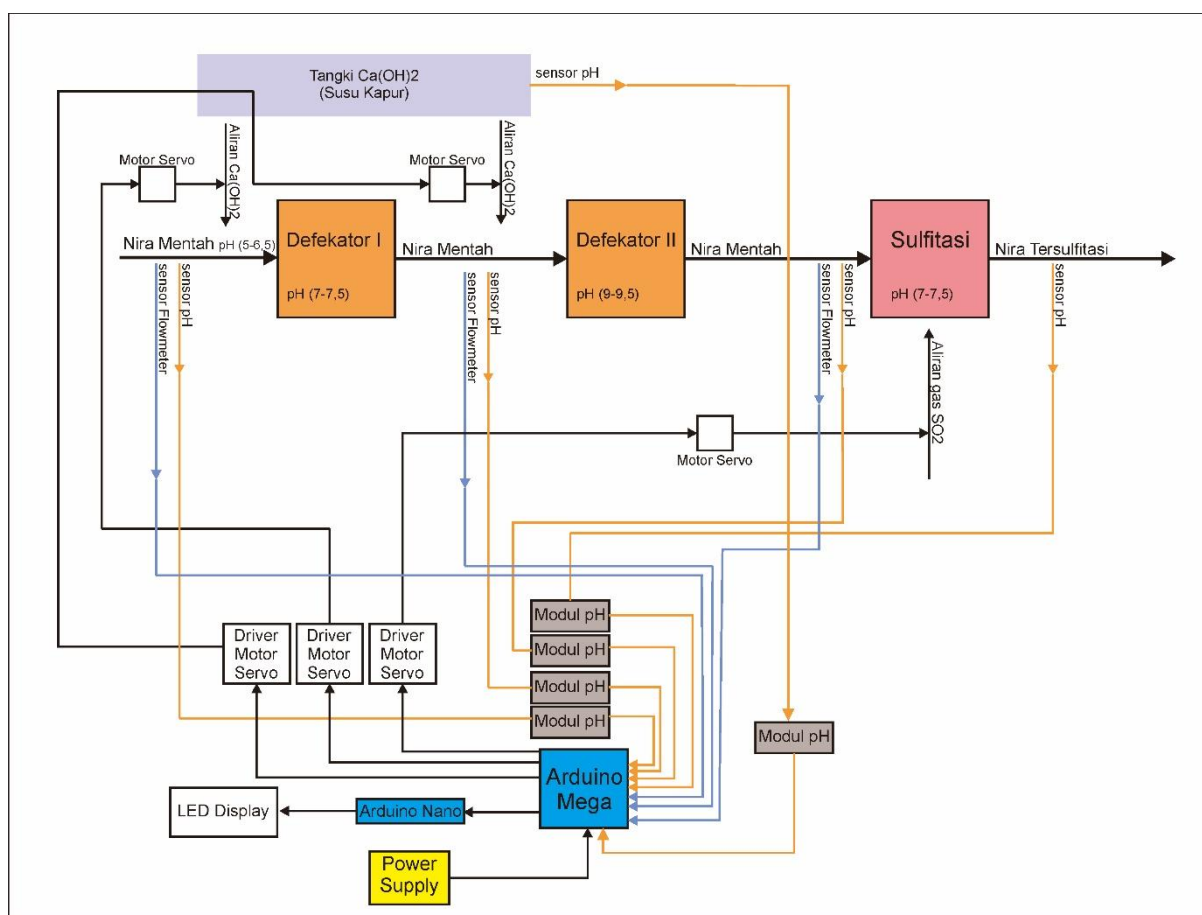 Tangki Ca(OH)2
(Susu Kapur)
sensor pH
Motor Servo
Aliran Ca(OH)2
Motor Servo
Aliran Ca(OH)2
Nira Mentah pH (5-6,5)
Defekator I
pH (7-7,5)
Nira Mentah
Defekator II
pH (9-9,5)
Nira Mentah
Sulfitasi
pH (7-7,5)
Nira Tersulfitasi
sensor Flowmeter
sensor pH
sensor Flowmeter
sensor pH
sensor Flowmeter
sensor pH
sensor pH
Aliran gas SO2
Motor Servo
Driver
Motor
Servo
Driver
Motor
Servo
Driver
Motor
Servo
Modul pH
Modul pH
Modul pH
Modul pH
Modul pH
Arduino
Mega
LED Display
Arduino Nano
Power
Supply